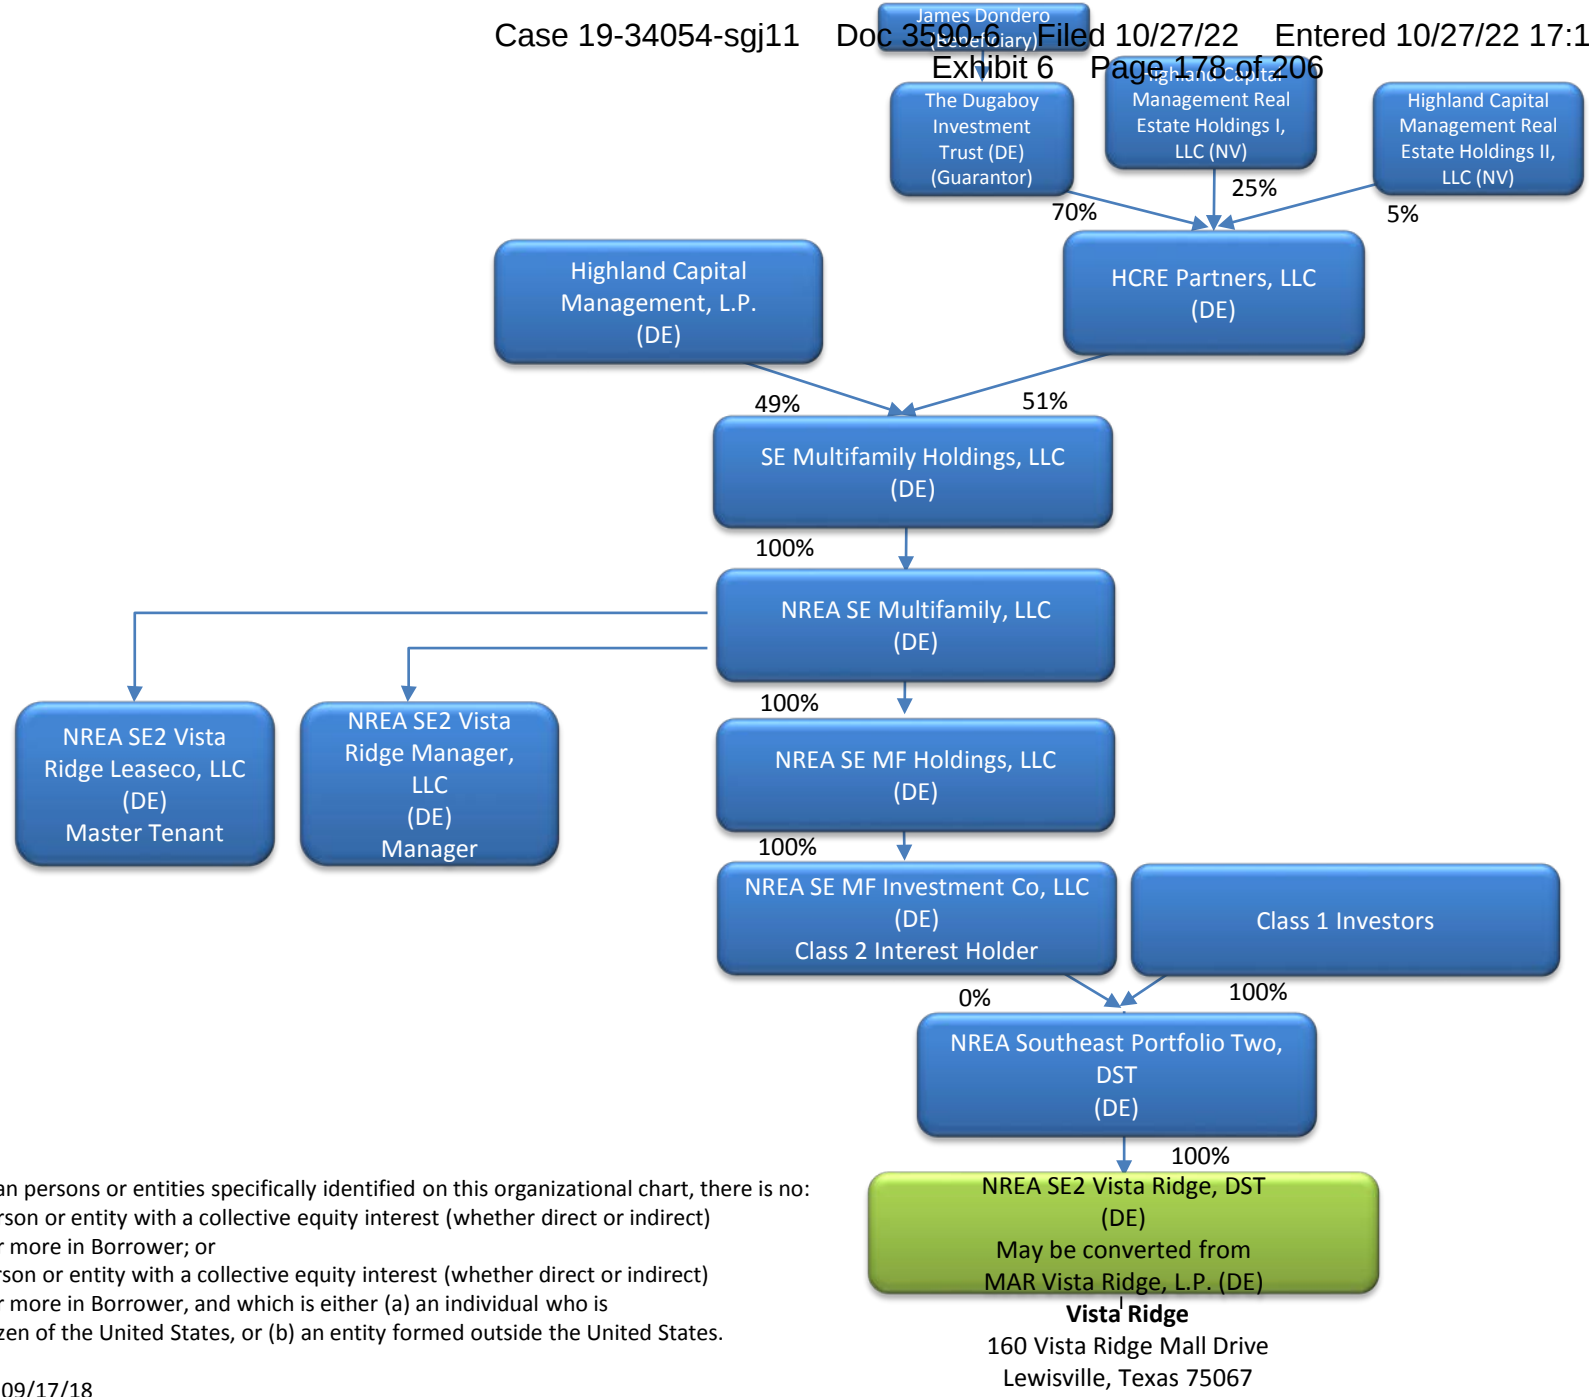 James Dondero
(Beneficiary)
Case 19-34054-sgj11 Doc 3590-6 Filed 10/27/22 Entered 10/27/22 17:1
Exhibit 6 Page 178 of 206
The Dugaboy
Investment
Trust (DE)
(Guarantor)
Highland Capital
Management Real
Estate Holdings I,
LLC (NV)
Highland Capital
Management Real
Estate Holdings II,
LLC (NV)
70%
25%
5%
Highland Capital
Management, L.P.
(DE)
HCRE Partners, LLC
(DE)
49%
51%
SE Multifamily Holdings, LLC
(DE)
100%
NREA SE Multifamily, LLC
(DE)
100%
NREA SE2 Vista
Ridge Leaseco, LLC
(DE)
Master Tenant
NREA SE2 Vista
Ridge Manager,
LLC
(DE)
Manager
NREA SE MF Holdings, LLC
(DE)
100%
NREA SE MF Investment Co, LLC
(DE)
Class 2 Interest Holder
Class 1 Investors
0%
100%
NREA Southeast Portfolio Two,
DST
(DE)
100%
NREA SE2 Vista Ridge, DST
(DE)
May be converted from
MAR Vista Ridge, L.P. (DE)
Vista Ridge
160 Vista Ridge Mall Drive
Lewisville, Texas 75067
an persons or entities specifically identified on this organizational chart, there is no:
erson or entity with a collective equity interest (whether direct or indirect)
r more in Borrower; or
erson or entity with a collective equity interest (whether direct or indirect)
r more in Borrower, and which is either (a) an individual who is
zen of the United States, or (b) an entity formed outside the United States.
09/17/18